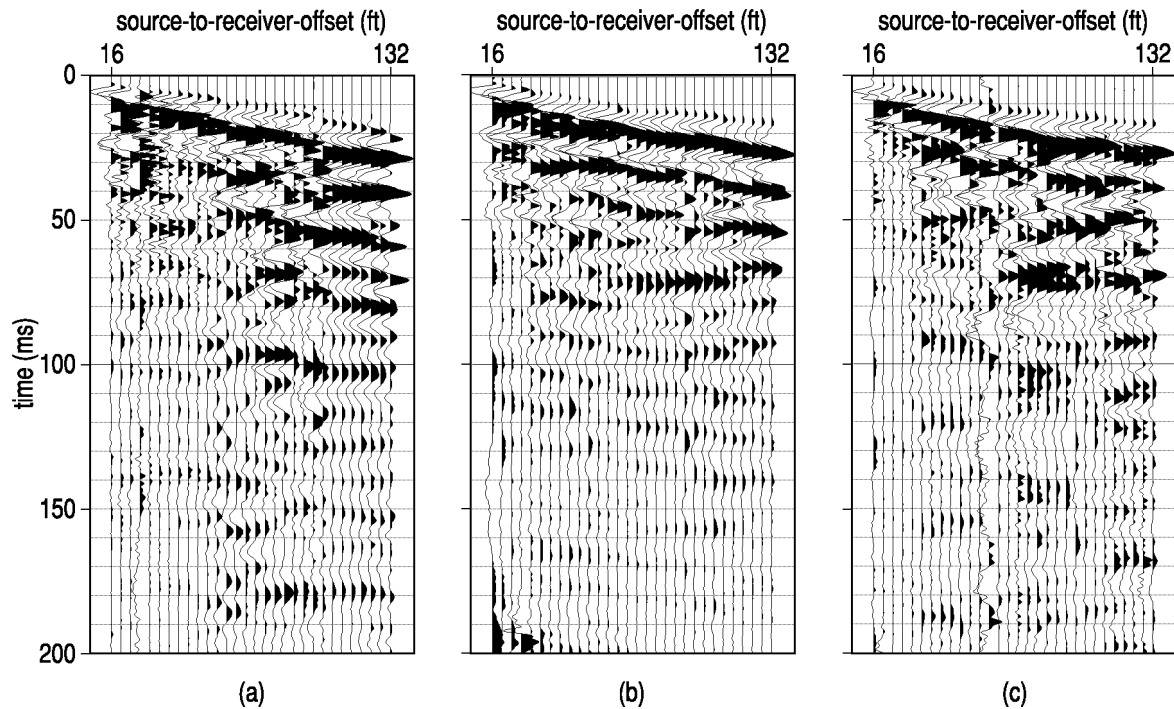 source-to-receiver-offset (ft) source-to-receiver-offset (ft) source-to-receiver-offset (ft)
16 132 16 132 16 132
0
50
100
150
200
time (ms)
(a) (b) (c)